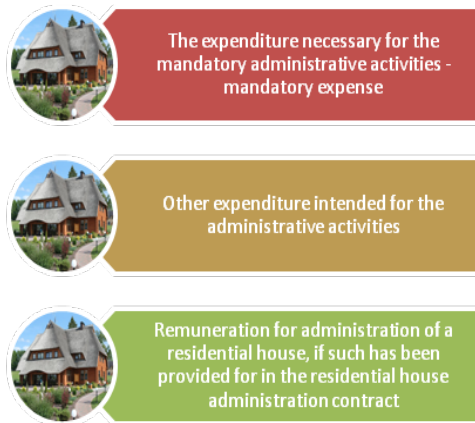 The expenditure necessary for the
mandatory administrative activities -
mandatory expense
Other expenditure intended for the
administrative activities
Remuneration for administration of a
residential house, if such has been
provided for in the residential house
administration contract